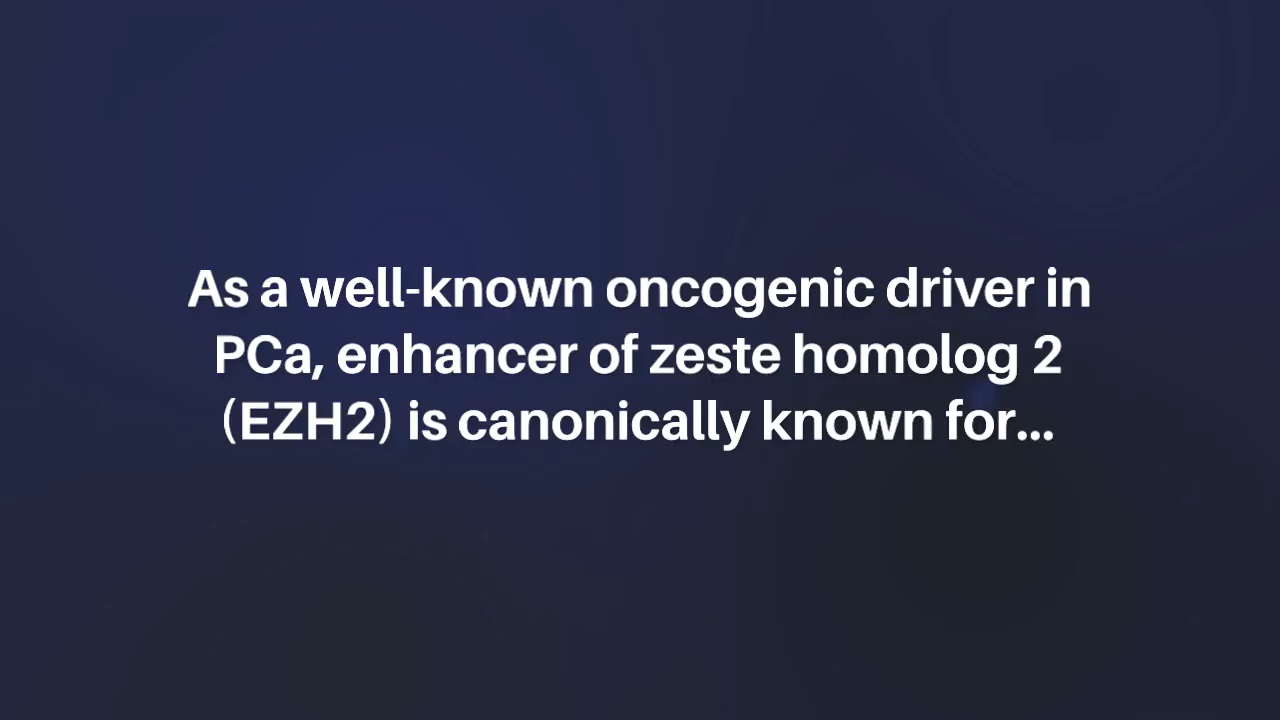 As a well-known oncogenic driver in
PCa, enhancer of zeste homolog 2
(EZH2) is canonically known for...